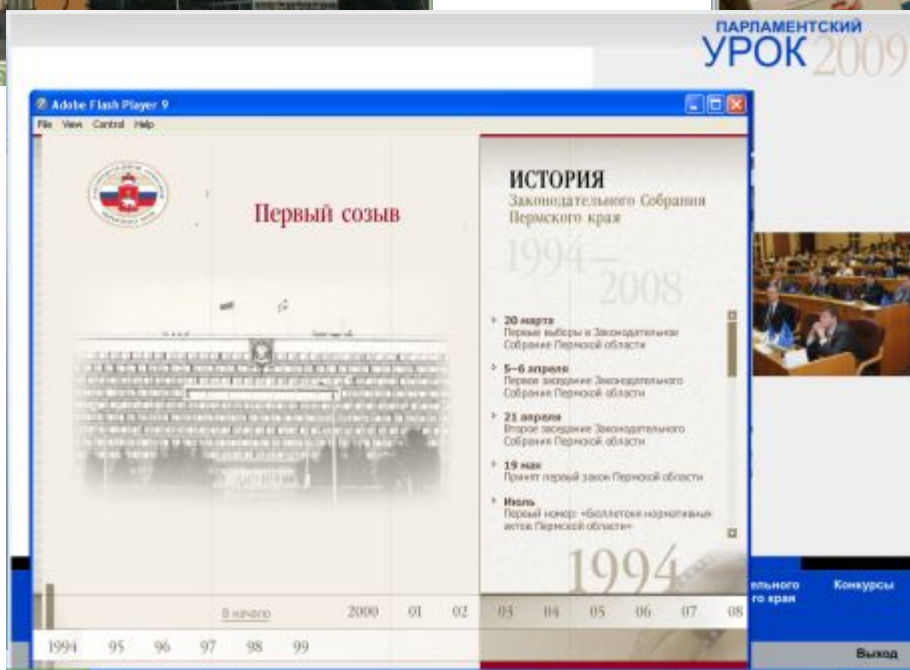 ПАРЛАМЕНТСКИЙ
УРОК 2009
Adobe Flash Player 9
File View Control Help
Первый созыв
ИСТОРИЯ
Законодательного Собрания
Пермского края
1994—
2008
20 марта
Первые выборы в Законодательное
Собрание Пермской области
5–6 апреля
Первое заседание Законодательного
Собрания Пермской области
21 апреля
Второе заседание Законодательного
Собрания Пермской области
19 мая
Принят первый закон Пермской области
Июль
Первый номер: «Бюллетеня нормативных
актов Пермской области»
1994
В начало
2000 01 02 03 04 05 06 07 08
1994 95 96 97 98 99
го края
Конкурсы
Выход